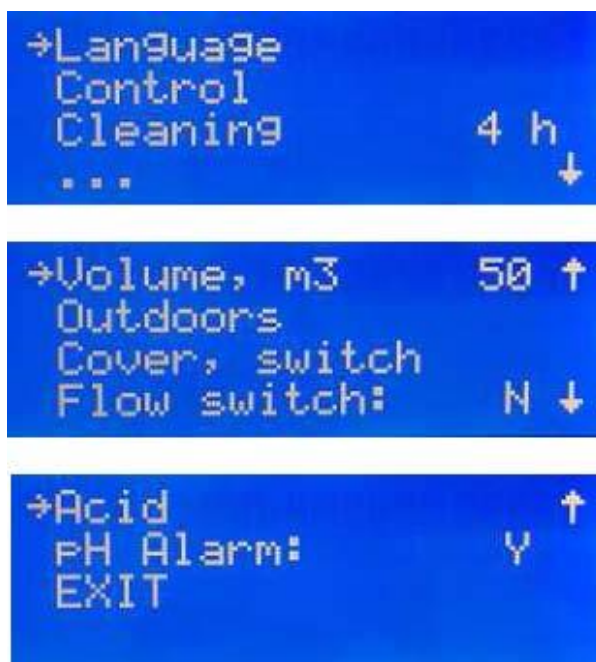 →Language
Control
Cleaning 4 h
... ↓
→Volume, m3 50 ↑
Outdoors
Cover, switch
Flow switch: N ↓
→Acid ↑
pH Alarm: Y
EXIT